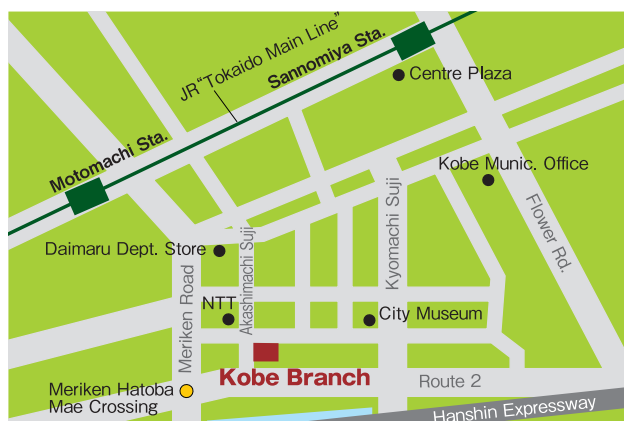 JR "Tokaido Main Line"
Sannomiya Sta.
Centre Plaza
Motomachi Sta.
Kobe Munic. Office
Daimaru Dept. Store
Akashimachi Suji
Kyomachi Suji
Flower Rd.
Meriken Road
NTT
City Museum
Kobe Branch
Route 2
Meriken Hatoba
Mae Crossing
Hanshin Expressway